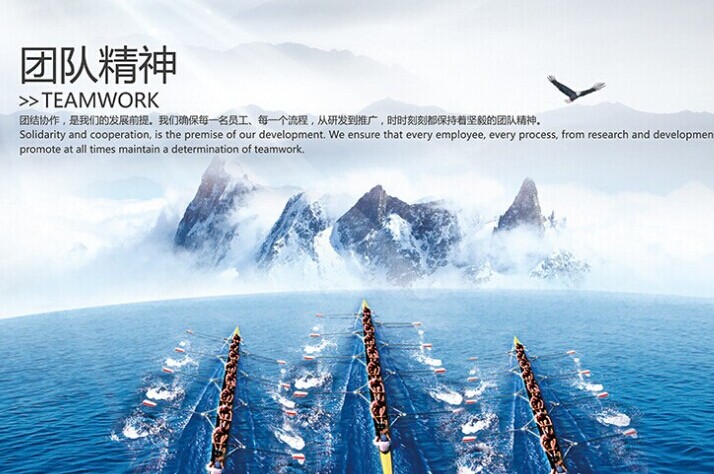 团队精神
>> TEAMWORK
团结协作，是我们的发展前提。我们确保每一名员工、每一个流程，从研发到推广，时时刻刻都保持着坚毅的团队精神。
Solidarity and cooperation, is the premise of our development. We ensure that every employee, every process, from research and developmen
promote at all times maintain a determination of teamwork.